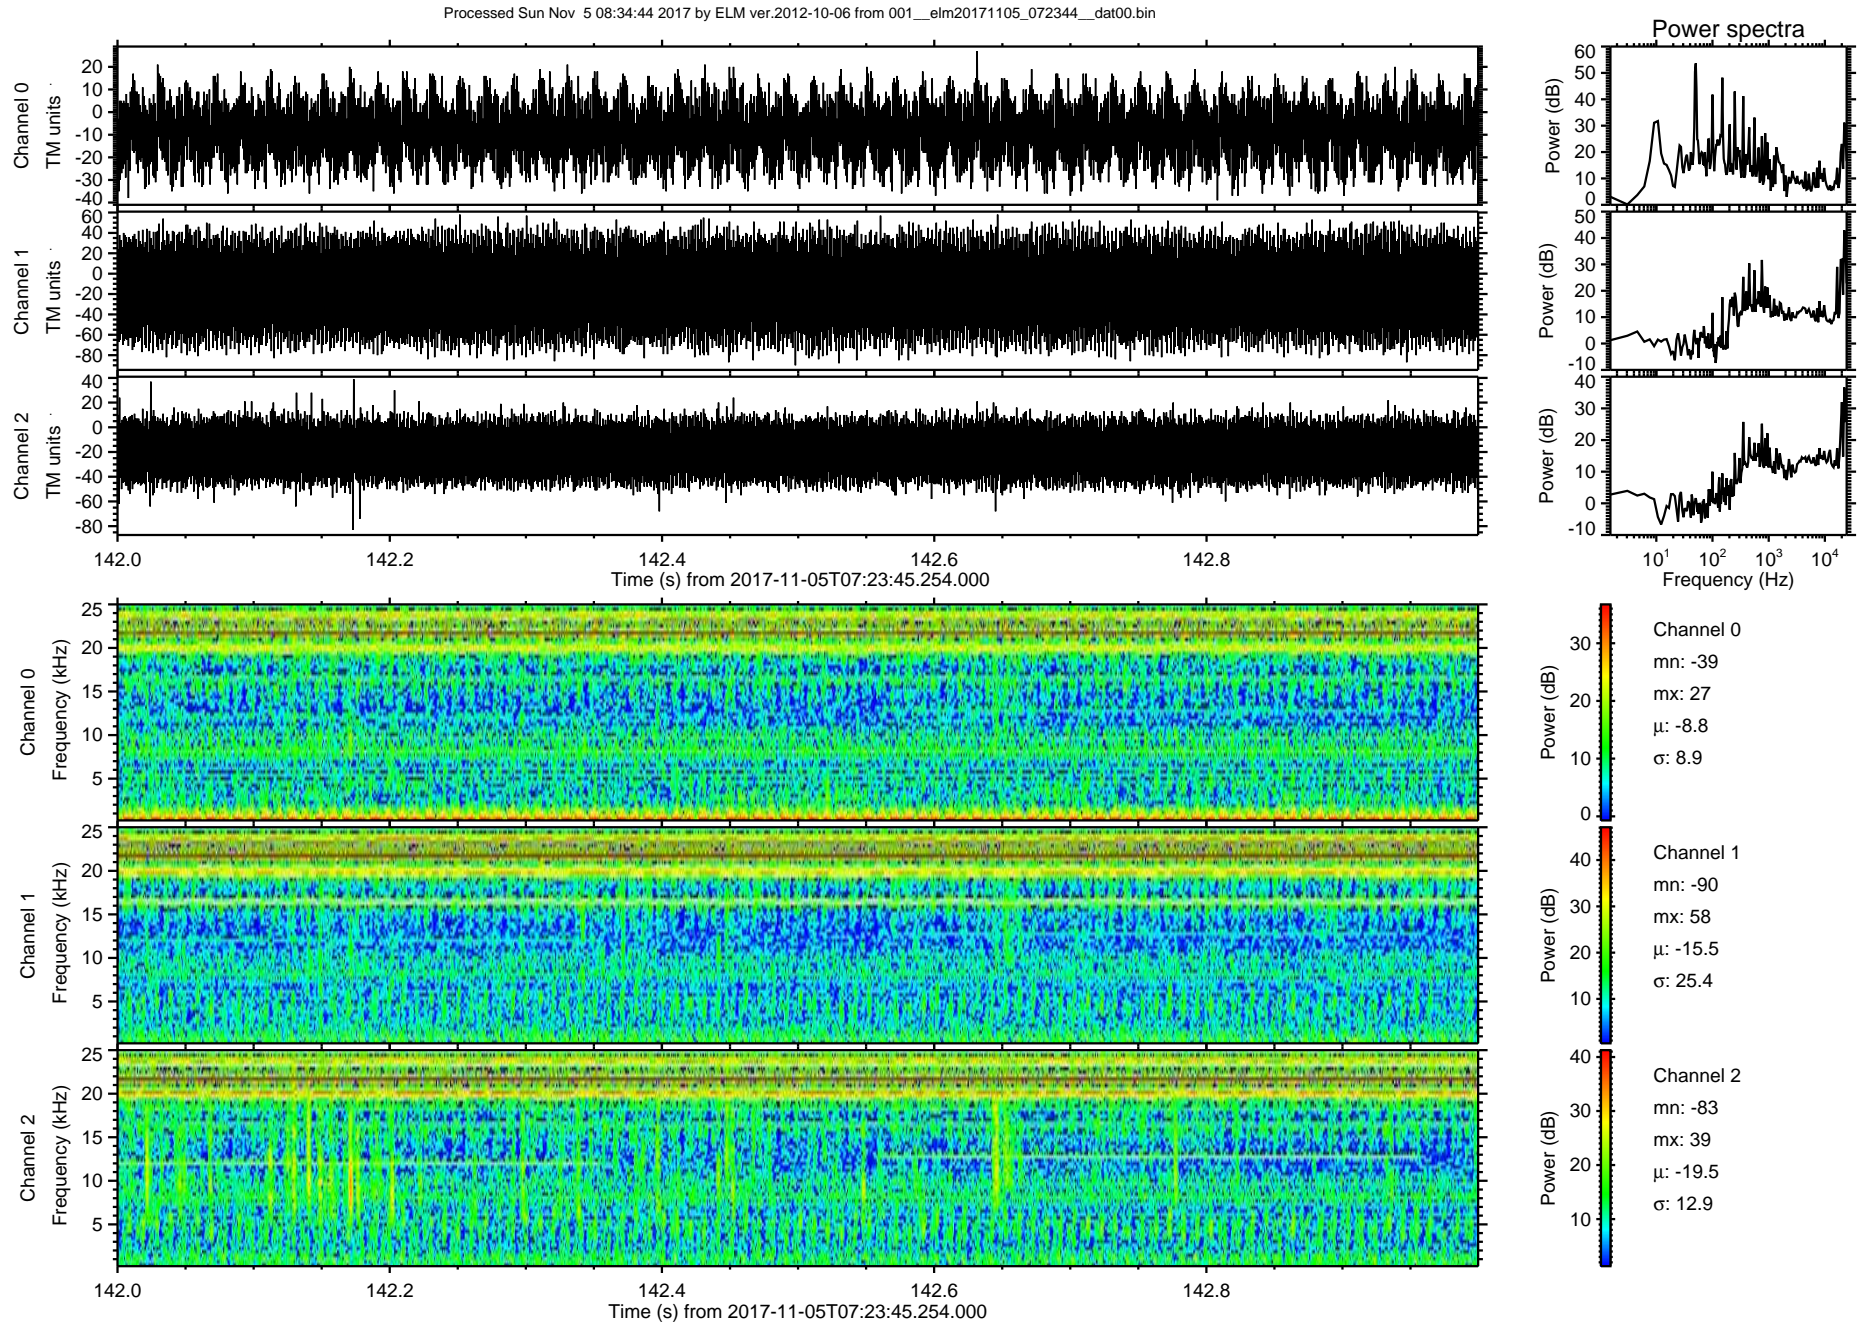 Processed Sun Nov  5 08:34:44 2017 by ELM ver.2012-10-06 from 001__elm20171105_072344__dat00.bin
Power spectra
Channel 0
TM units
20
10
0
-10
-20
-30
-40
Power (dB)
60
50
40
30
20
10
0
Channel 1
TM units
60
40
20
0
-20
-40
-60
-80
Power (dB)
50
40
30
20
10
0
-10
Channel 2
TM units
40
20
0
-20
-40
-60
-80
Power (dB)
40
30
20
10
0
-10
142.0 142.2 142.4 142.6 142.8
Time (s) from 2017-11-05T07:23:45.254.000
10^1 10^2 10^3 10^4
Frequency (Hz)
Channel 0
Frequency (kHz)
25
20
15
10
5
Power (dB)
30
20
10
0
Channel 0
mn: -39
mx: 27
μ: -8.8
σ: 8.9
Channel 1
Frequency (kHz)
25
20
15
10
5
Power (dB)
40
30
20
10
Channel 1
mn: -90
mx: 58
μ: -15.5
σ: 25.4
Channel 2
Frequency (kHz)
25
20
15
10
5
Power (dB)
40
30
20
10
Channel 2
mn: -83
mx: 39
μ: -19.5
σ: 12.9
142.0 142.2 142.4 142.6 142.8
Time (s) from 2017-11-05T07:23:45.254.000